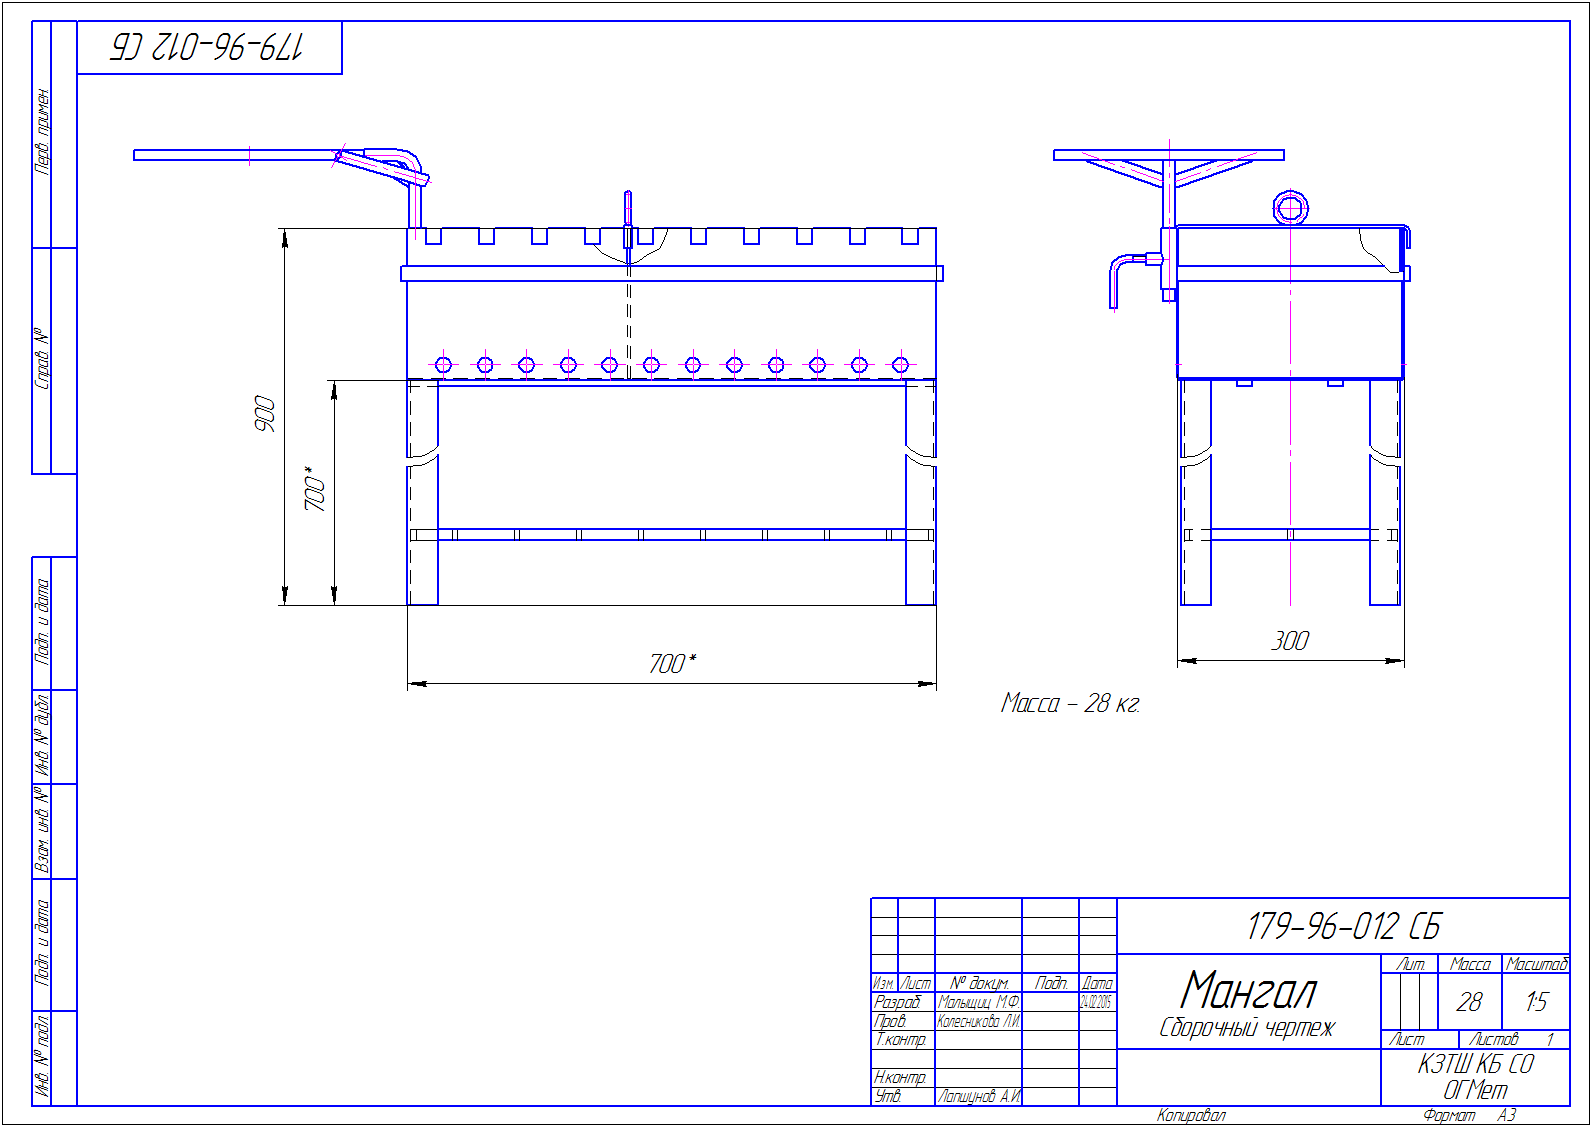 179-96-012 СБ
Перв. примен.
Справ. №
Подп. и дата
Инв. № дубл.
Взам. инв. №
Подп. и дата
Инв. № подл.
900
700*
700*
300
Масса - 28 кг.
179-96-012 СБ
Изм. Лист № докум. Подп. Дата
Разраб. Малыщиц М.Ф. 24.02.2015
Пров. Колесникова Л.И.
Т.контр.
Н.контр.
Утв. Лапшунов А.И.
Мангал
Сборочный чертеж
Лит. Масса Масштаб
28 1:5
Лист Листов 1
КЗТШ КБ СО
ОГМет
Копировал Формат А3